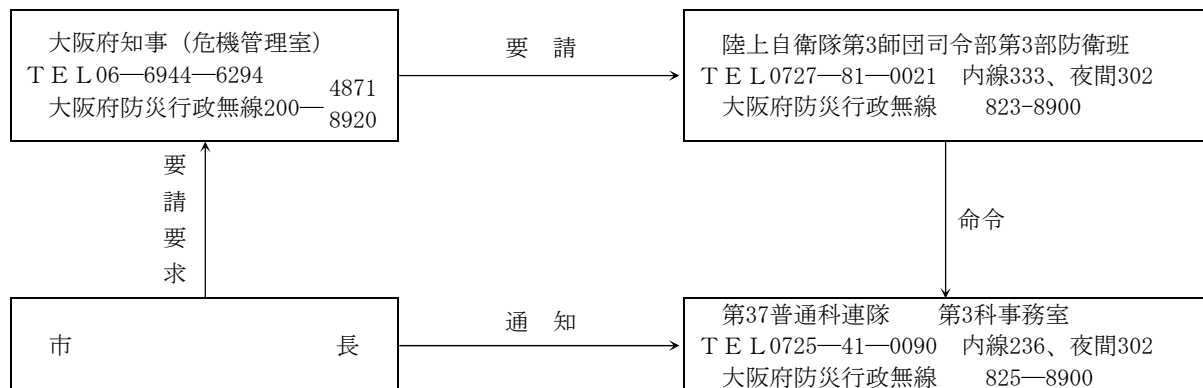 大阪府知事（危機管理室）
ＴＥＬ06―6944―6294
大阪府防災行政無線200―4871
8920
要　請
陸上自衛隊第3師団司令部第3部防衛班
ＴＥＬ0727―81―0021　内線333、夜間302
大阪府防災行政無線　　823-8900
要請要求
命令
市　　　　　　　　長
通　知
第37普通科連隊　　第3科事務室
ＴＥＬ0725―41―0090　内線236、夜間302
大阪府防災行政無線　　825―8900